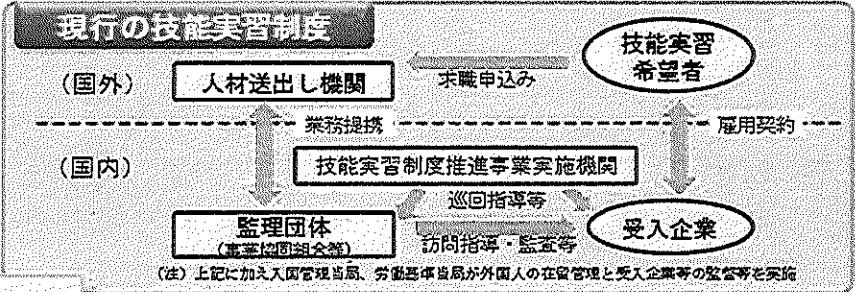 現行の技能実習制度
技能実習
希望者
(国外)
人材送出し機関
求職申込み
業務提携
雇用契約
(国内)
技能実習制度推進事業実施機関
巡回指導等
監理団体
(事業協同組合等)
訪問指導・監査等
受入企業
(注) 上記に加え入国管理当局、労働基準当局が外国人の在留管理と受入企業等の監督等を実施